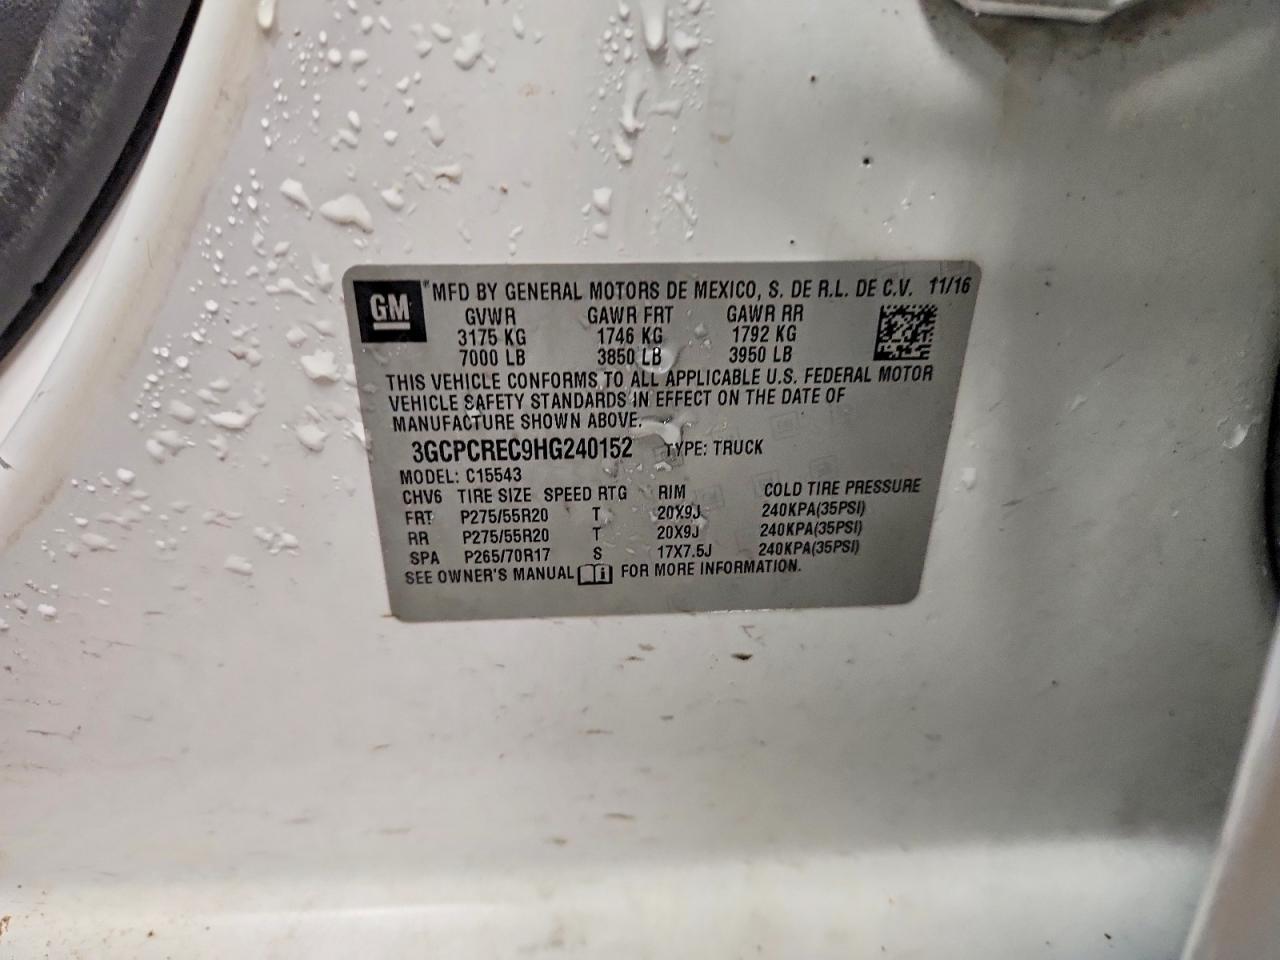 GM ® MFD BY GENERAL MOTORS DE MEXICO, S. DE R.L. DE C.V. 11/16
GVWR GAWR FRT GAWR RR
3175 KG 1746 KG 1792 KG
7000 LB 3850 LB 3950 LB
THIS VEHICLE CONFORMS TO ALL APPLICABLE U.S. FEDERAL MOTOR
VEHICLE SAFETY STANDARDS IN EFFECT ON THE DATE OF
MANUFACTURE SHOWN ABOVE.
3GCPCREC9HG240152 TYPE: TRUCK
MODEL: C15543
CHV6 TIRE SIZE SPEED RTG RIM COLD TIRE PRESSURE
FRT P275/55R20 T 20X9J 240KPA(35PSI)
RR P275/55R20 T 20X9J 240KPA(35PSI)
SPA P265/70R17 S 17X7.5J 240KPA(35PSI)
SEE OWNER'S MANUAL FOR MORE INFORMATION.